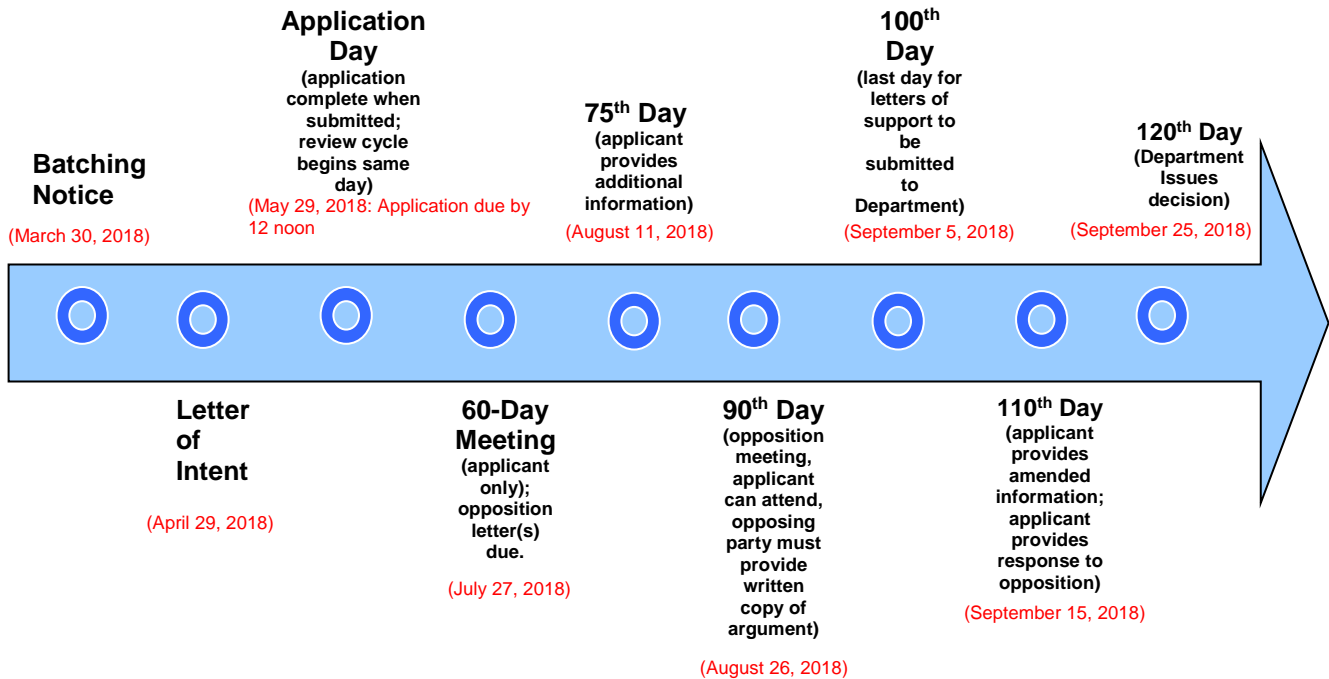 Batching
Notice
(March 30, 2018)
Letter
of
Intent
(April 29, 2018)
Application
Day
(application
complete when
submitted;
review cycle
begins same
day)
(May 29, 2018: Application due by
12 noon
60-Day
Meeting
(applicant
only);
opposition
letter(s)
due.
(July 27, 2018)
75th Day
(applicant
provides
additional
information)
(August 11, 2018)
90th Day
(opposition
meeting,
applicant
can attend,
opposing
party must
provide
written
copy of
argument)
(August 26, 2018)
100th
Day
(last day for
letters of
support to
be
submitted
to
Department)
(September 5, 2018)
110th Day
(applicant
provides
amended
information;
applicant
provides
response to
opposition)
(September 15, 2018)
120th Day
(Department
Issues
decision)
(September 25, 2018)